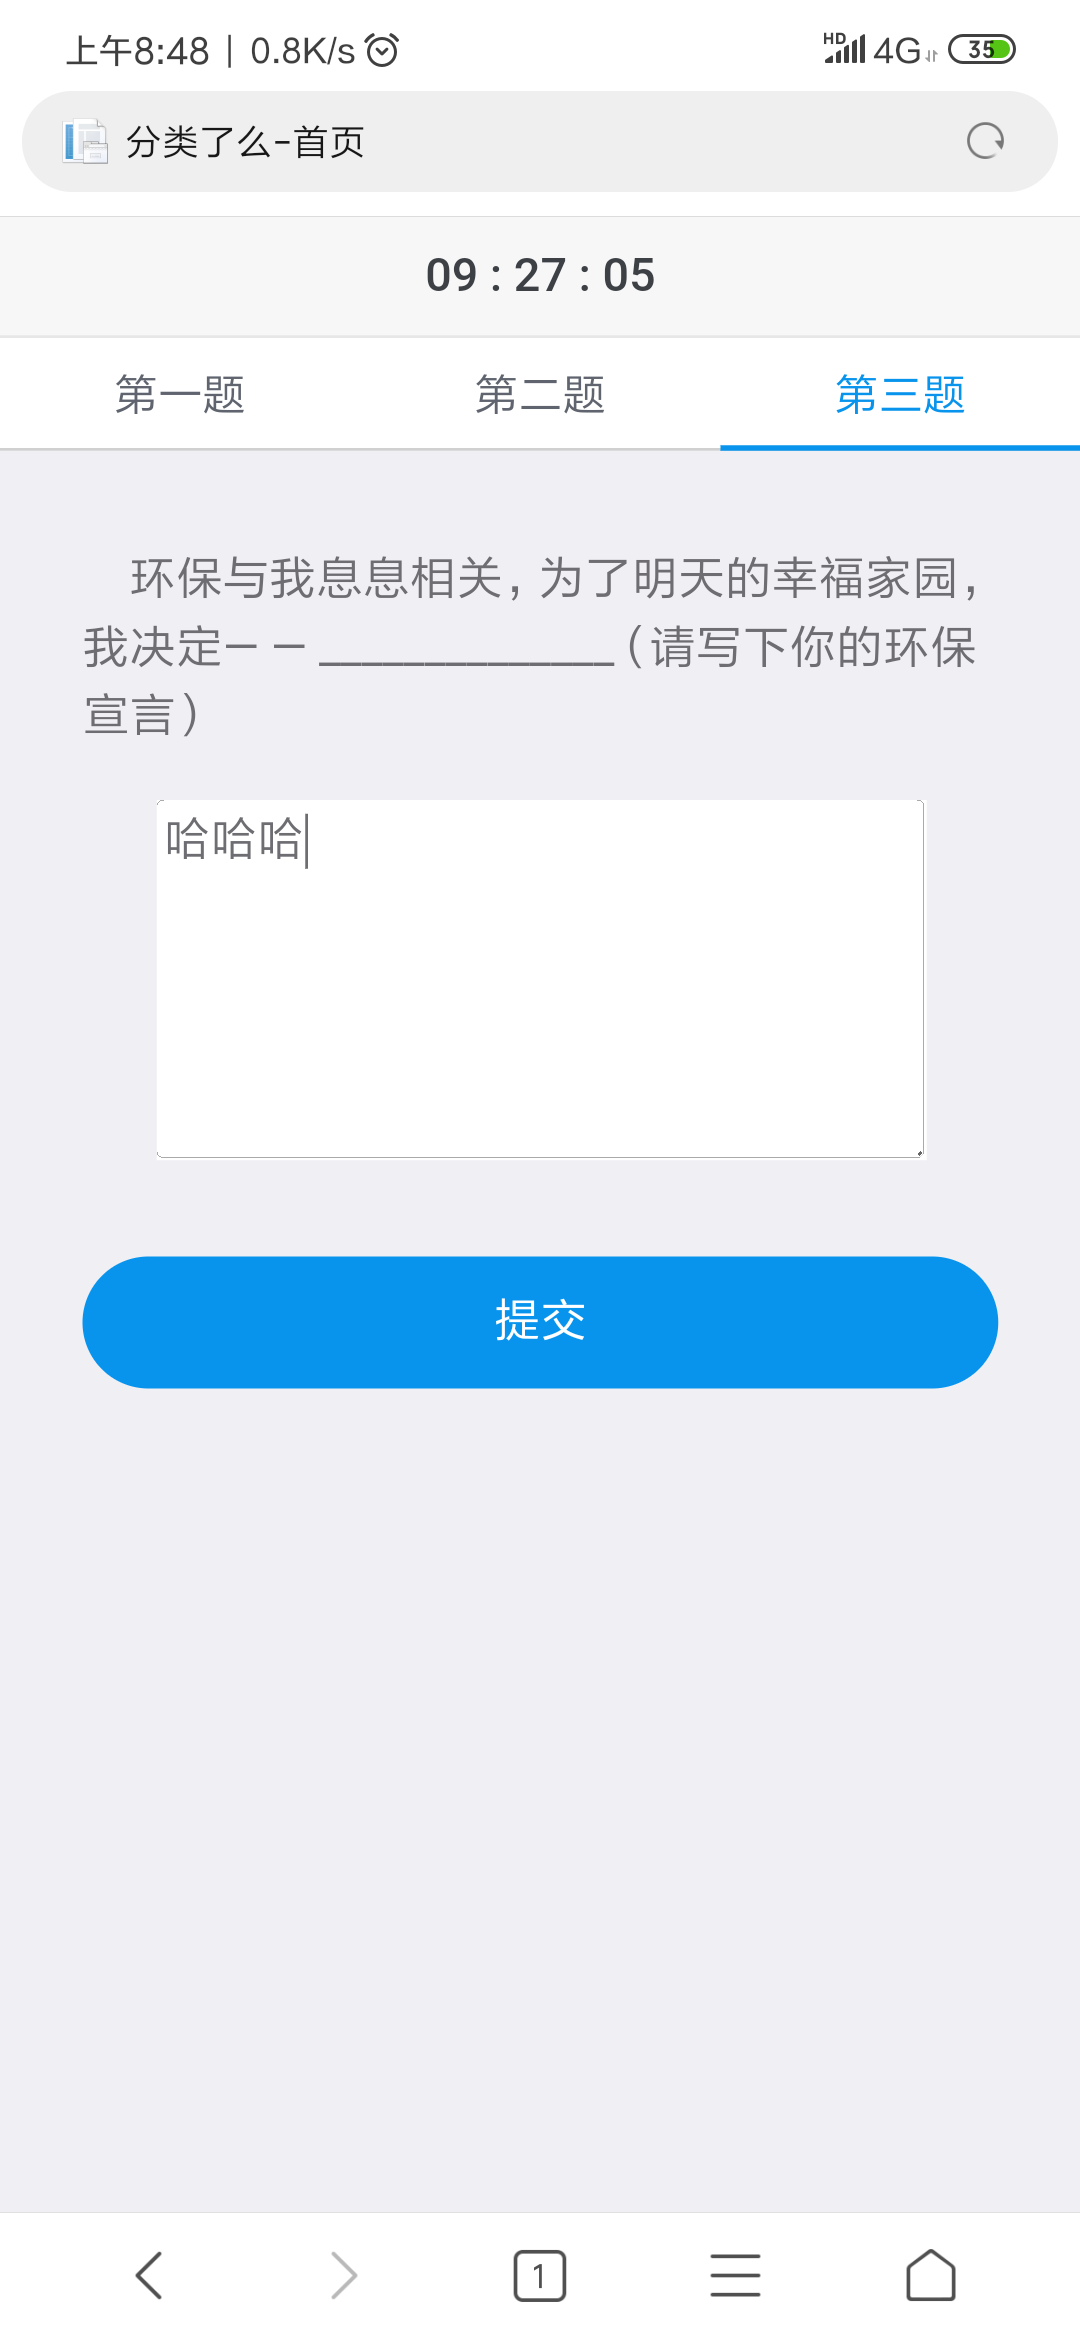 上午8:48 | 0.8K/s
HD 4G 35
分类了么-首页
09 : 27 : 05
第一题 第二题 第三题
环保与我息息相关，为了明天的幸福家园，
我决定— — ______________（请写下你的环保
宣言）
哈哈哈
提交
1